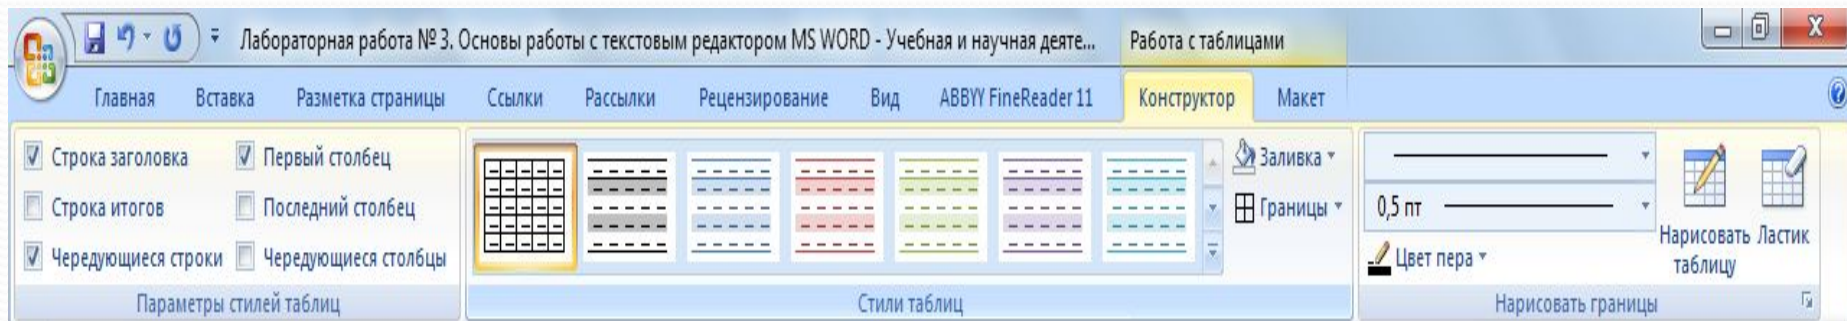 Лабораторная работа № 3. Основы работы с текстовым редактором MS WORD - Учебная и научная деяте...
Работа с таблицами
Главная Вставка Разметка страницы Ссылки Рассылки Рецензирование Вид ABBYY FineReader 11 Конструктор Макет
Строка заголовка
Строка итогов
Чередующиеся строки
Первый столбец
Последний столбец
Чередующиеся столбцы
Параметры стилей таблиц
Заливка
Границы
Стили таблиц
0,5 пт
Цвет пера
Нарисовать
таблицу
Ластик
Нарисовать границы